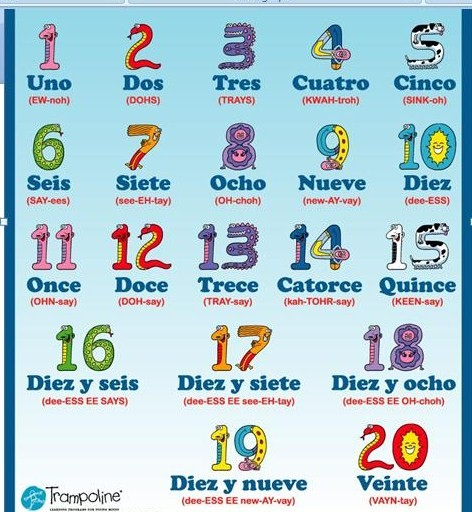 1 2 3 4 5
Uno Dos Tres Cuatro Cinco
(EW-noh) (DOHS) (TRAYS) (KWAH-troh) (SINK-oh)
6 7 8 9 10
Seis Siete Ocho Nueve Diez
(SAY-ees) (see-EH-tay) (OH-choh) (new-AY-vay) (dee-ESS)
11 12 13 14 15
Once Doce Trece Catorce Quince
(OHN-say) (DOH-say) (TRAY-say) (kah-TOHR-say) (KEEN-say)
16 17 18
Diez y seis Diez y siete Diez y ocho
(dee-ESS EE SAYS) (dee-ESS EE see-EH-tay) (dee-ESS EE OH-choh)
19 20
Diez y nueve Veinte
(dee-ESS EE new-AY-vay) (VAYN-tay)
Trampoline
LEARNING PROGRAMS FOR YOUNG MINDS